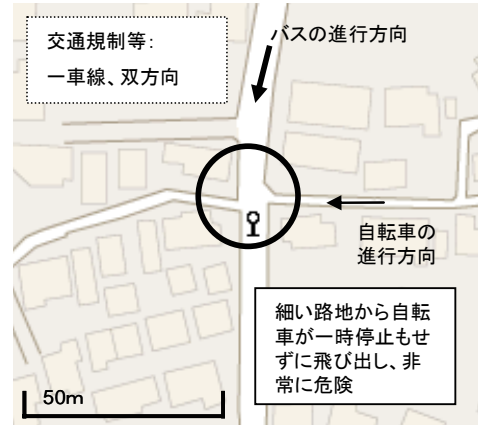 交通規制等:
一車線、双方向
バスの進行方向
自転車の
進行方向
細い路地から自転
車が一時停止もせ
ずに飛び出し、非
常に危険
50m